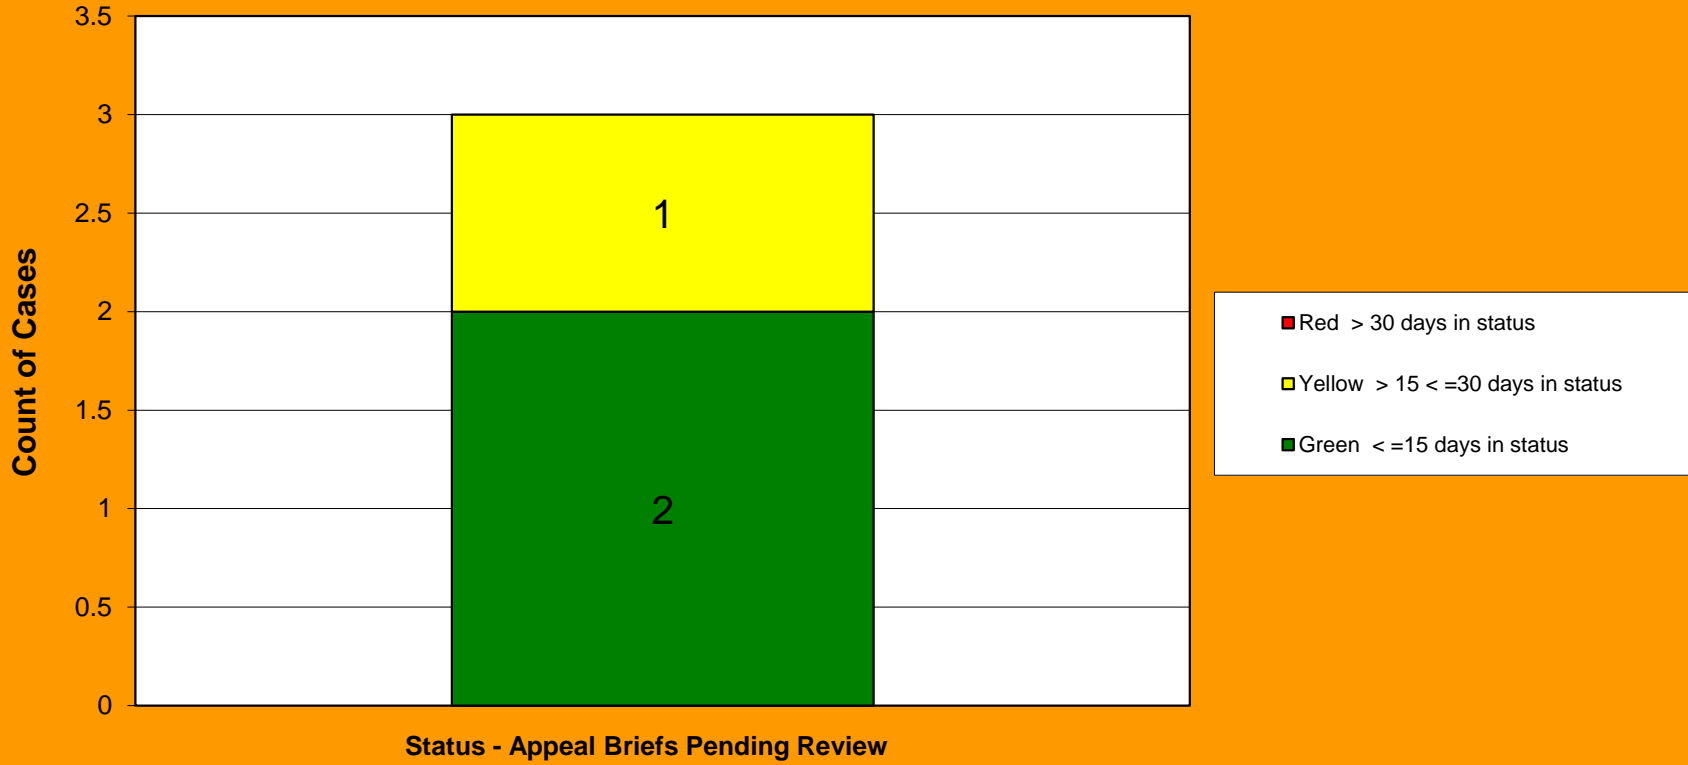 3.5
3
2.5
2
1.5
1
0.5
0
Count of Cases
1
2
Status - Appeal Briefs Pending Review
Red  > 30 days in status
Yellow  > 15 < =30 days in status
Green  < =15 days in status